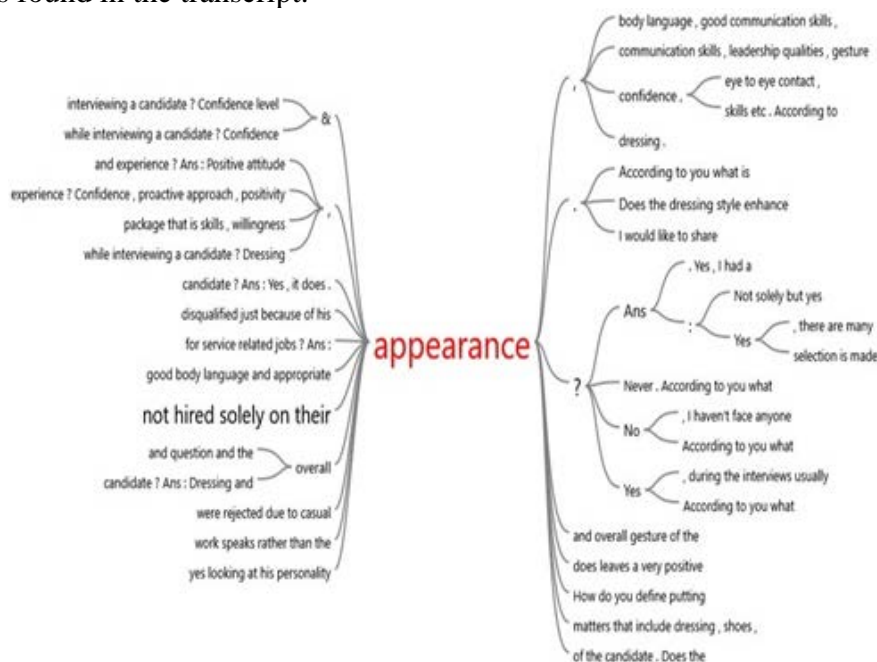 s found in the transcript.
interviewing a candidate ? Confidence level
while interviewing a candidate ? Confidence
&
and experience ? Ans : Positive attitude
experience ? Confidence , proactive approach , positivity
package that is skills , willingness
while interviewing a candidate ? Dressing
,
candidate ? Ans : Yes , it does .
disqualified just because of his
for service related jobs ? Ans :
good body language and appropriate
not hired solely on their
and question and the
candidate ? Ans : Dressing and
overall
were rejected due to casual
work speaks rather than the
yes looking at his personality
appearance
,
body language , good communication skills ,
communication skills , leadership qualities , gesture
confidence ,
eye to eye contact ,
skills etc . According to
dressing .
.
According to you what is
Does the dressing style enhance
I would like to share
?
Ans
. Yes , I had a
:
Not solely but yes
Yes
, there are many
selection is made
Never . According to you what
No
, I haven't face anyone
According to you what
Yes
, during the interviews usually
According to you what
and overall gesture of the
does leaves a very positive
How do you define putting
matters that include dressing , shoes ,
of the candidate . Does the